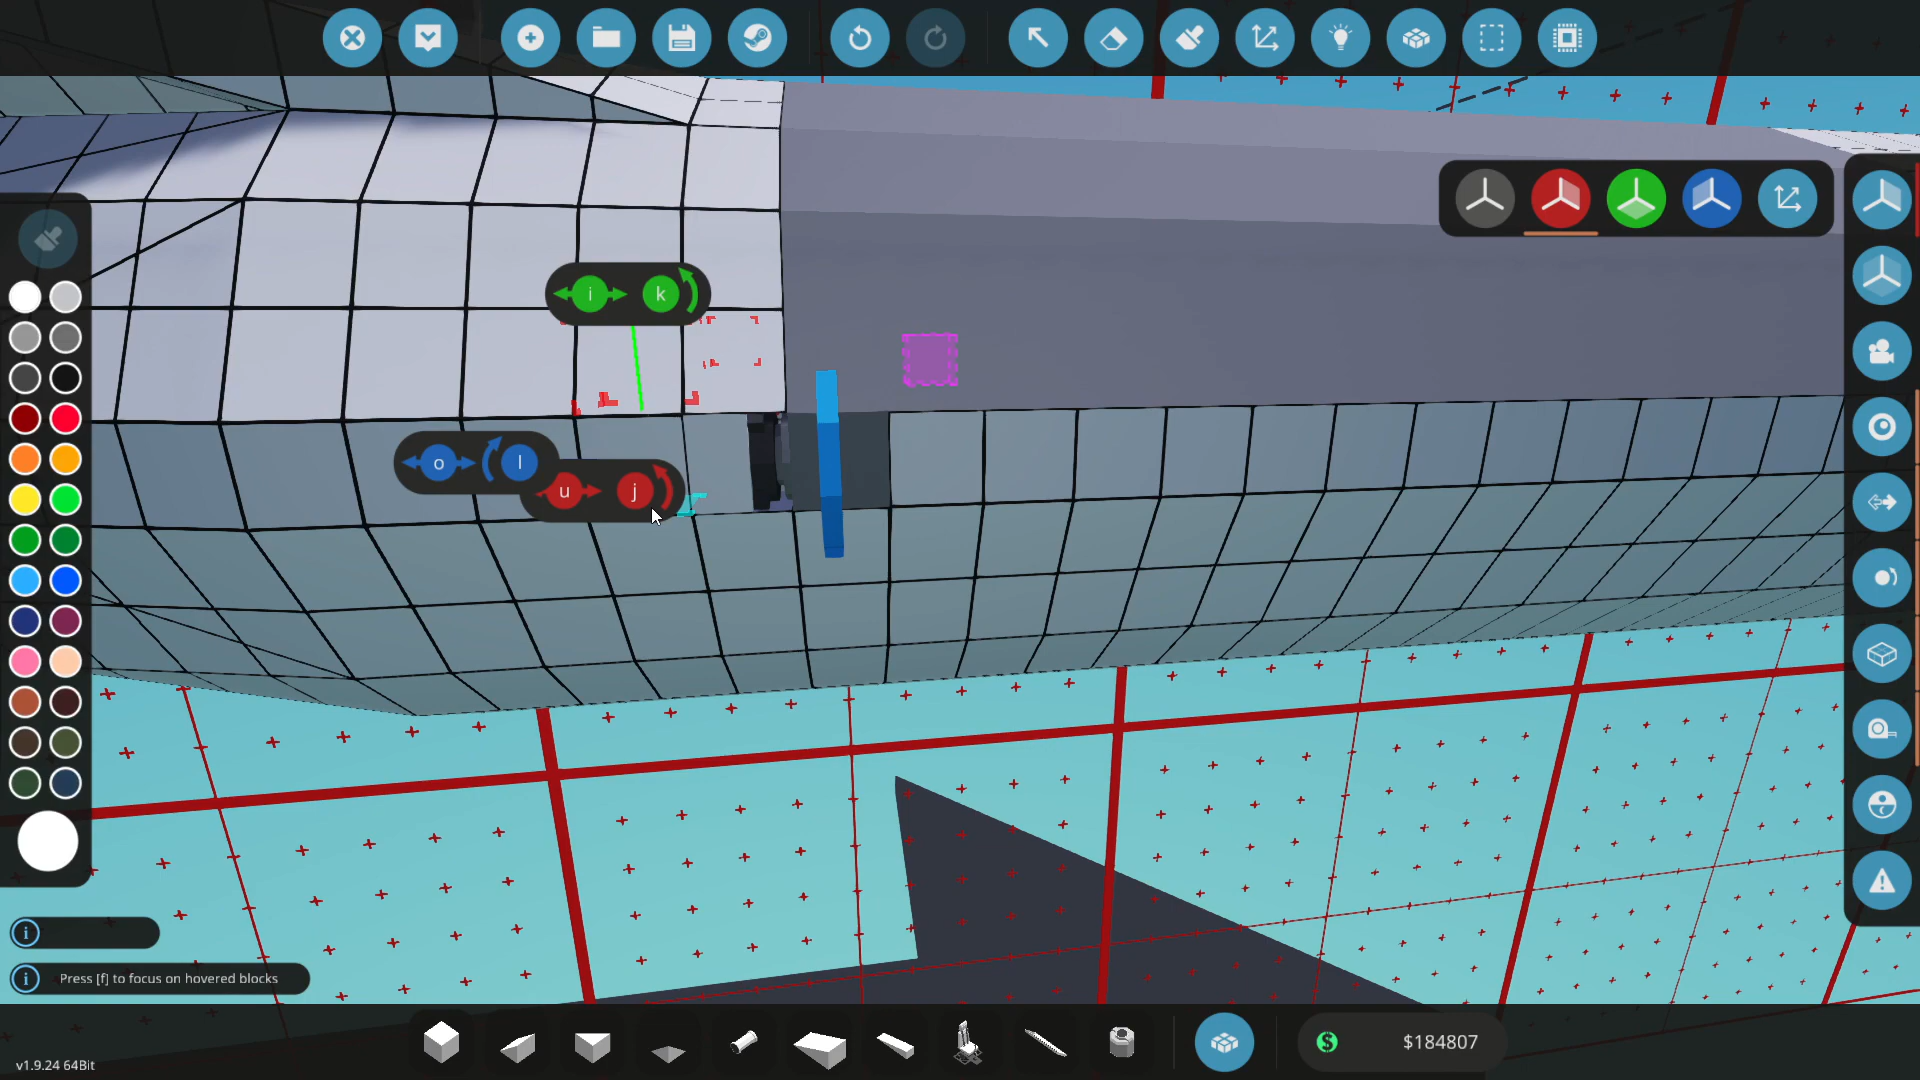 i k
o l
u j
i
i Press [f] to focus on hovered blocks
$ $184807
v1.9.24 64Bit